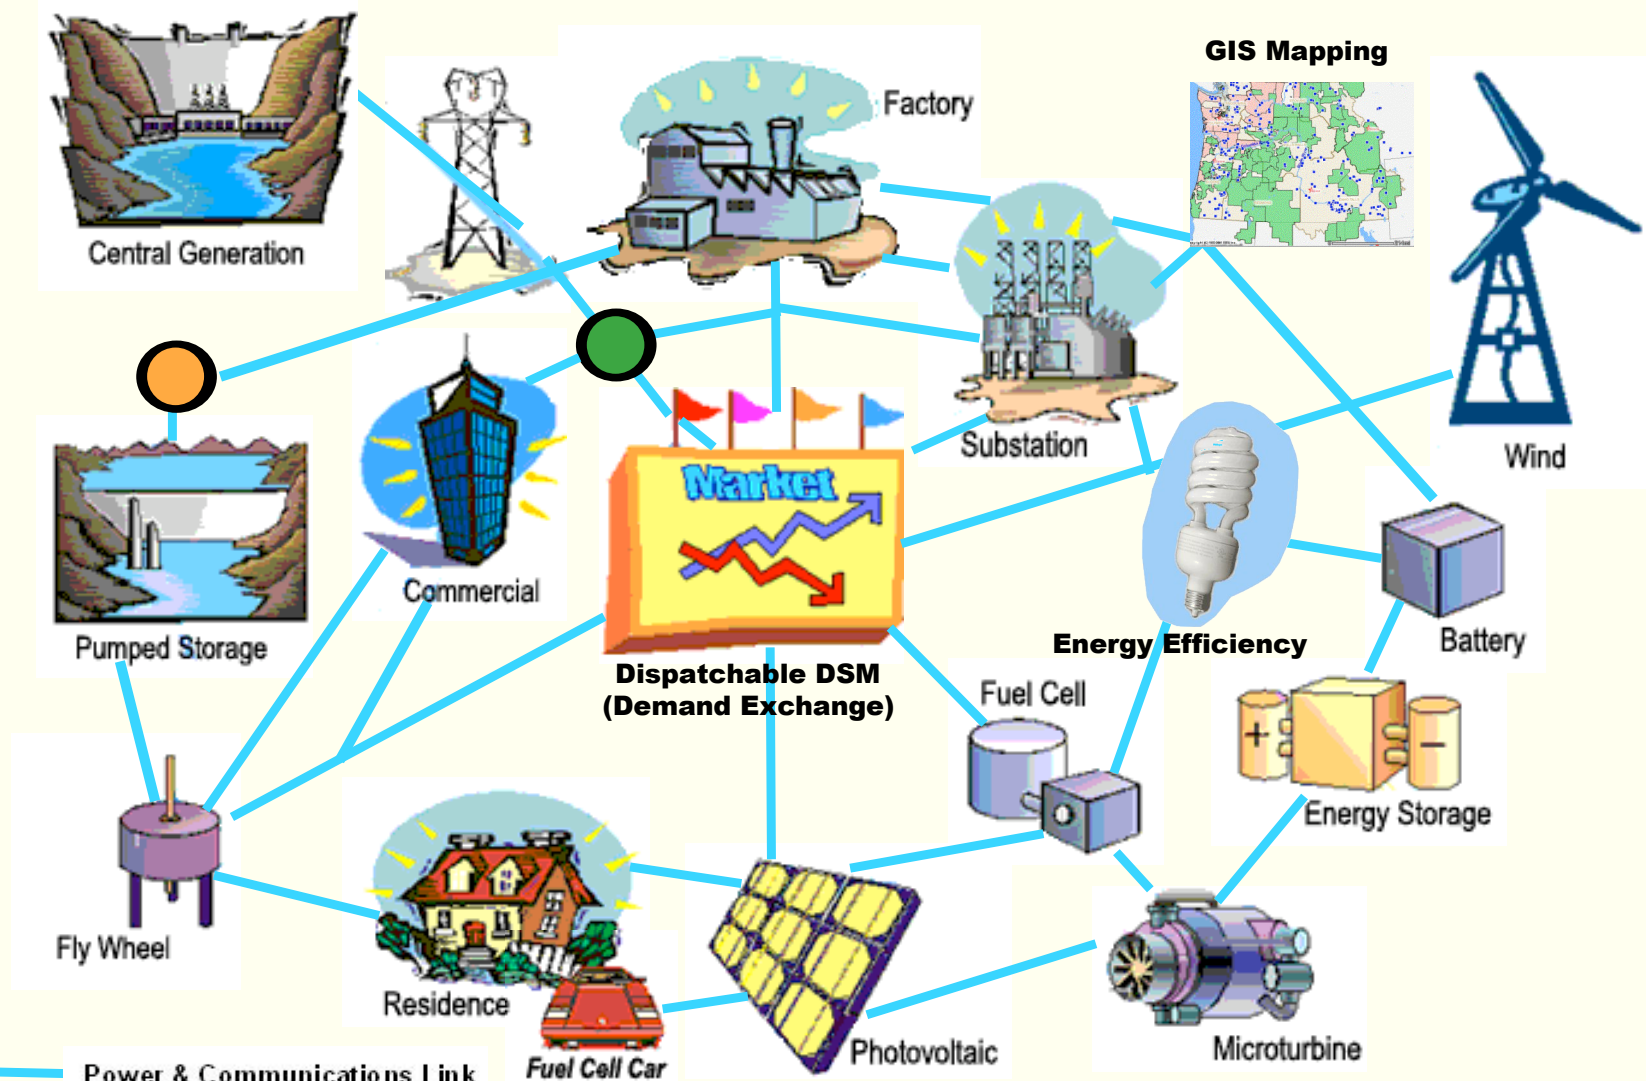 GIS Mapping
Factory
Central Generation
Substation
Wind
Market
Commercial
Pumped Storage
Energy Efficiency
Battery
Dispatchable DSM
(Demand Exchange)
Fuel Cell
+
–
Energy Storage
Fly Wheel
Residence
Photovoltaic
Microturbine
Fuel Cell Car
Power & Communications Link